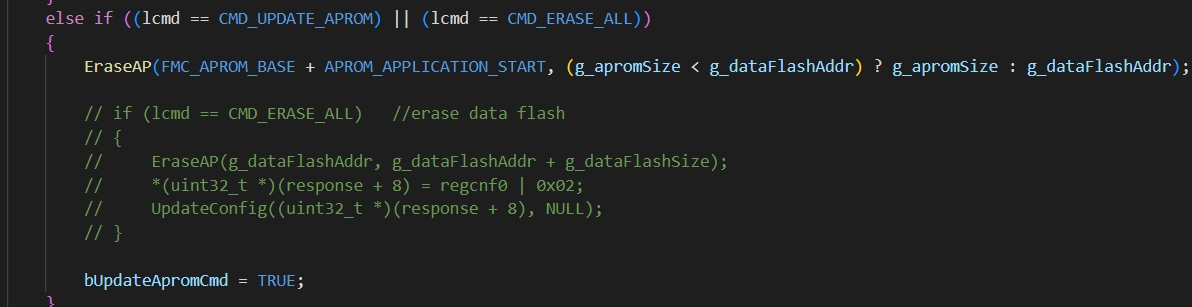 }
else if ((lcmd == CMD_UPDATE_APROM) || (lcmd == CMD_ERASE_ALL))
{
    EraseAP(FMC_APROM_BASE + APROM_APPLICATION_START, (g_apromSize < g_dataFlashAddr) ? g_apromSize : g_dataFlashAddr);

    // if (lcmd == CMD_ERASE_ALL)   //erase data flash
    // {
    //     EraseAP(g_dataFlashAddr, g_dataFlashAddr + g_dataFlashSize);
    //     *(uint32_t *)(response + 8) = regcnf0 | 0x02;
    //     UpdateConfig((uint32_t *)(response + 8), NULL);
    // }

    bUpdateApromCmd = TRUE;
}